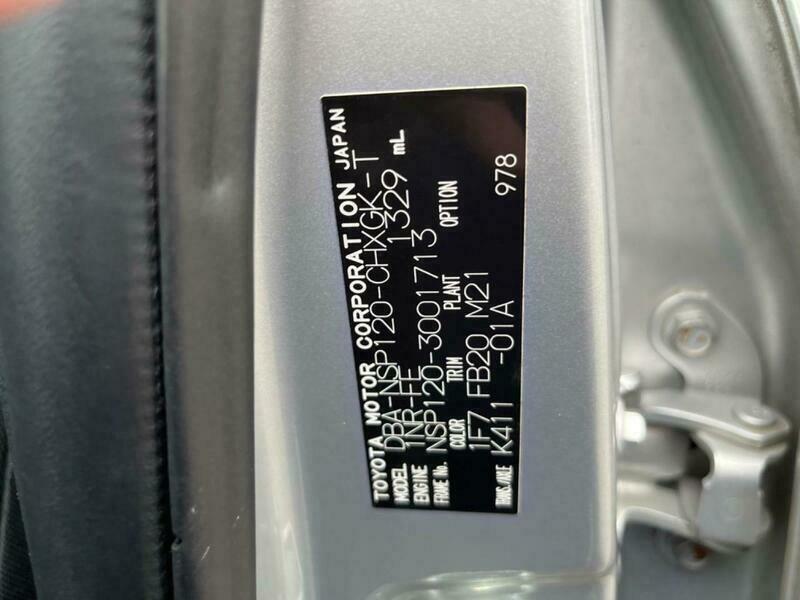 TOYOTA MOTOR CORPORATION JAPAN
MODEL DBA-NSP120-CHXGK-T
ENGINE 1NR-FE 1329 mL
FRAME No. NSP120-3001713
COLOR TRIM PLANT OPTION
1F7 FB20 M21
TRANS./AXLE K411 -01A 978